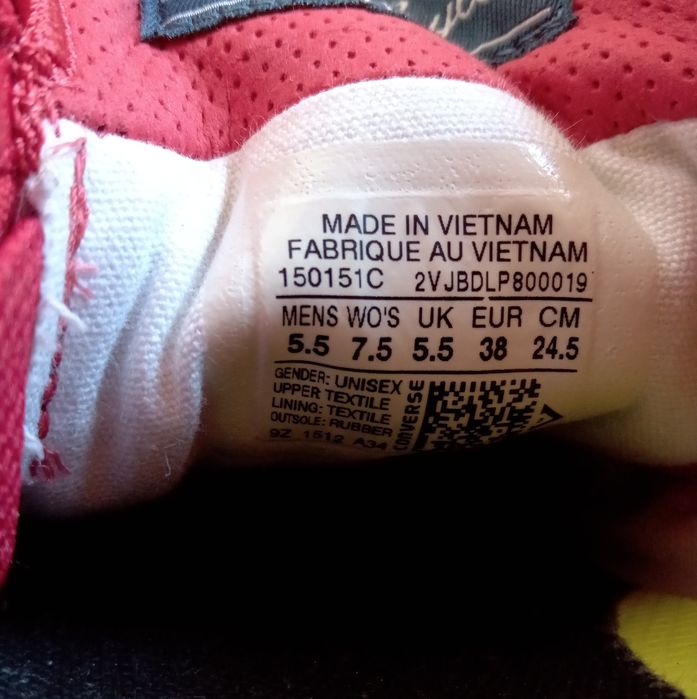 MADE IN VIETNAM
FABRIQUE AU VIETNAM
150151C 2VJBDLP800019
MENS WO'S UK EUR CM
5.5 7.5 5.5 38 24.5
GENDER: UNISEX
UPPER TEXTILE
LINING: TEXTILE
OUTSOLE: RUBBER
9Z 1512 A34
CONVERSE